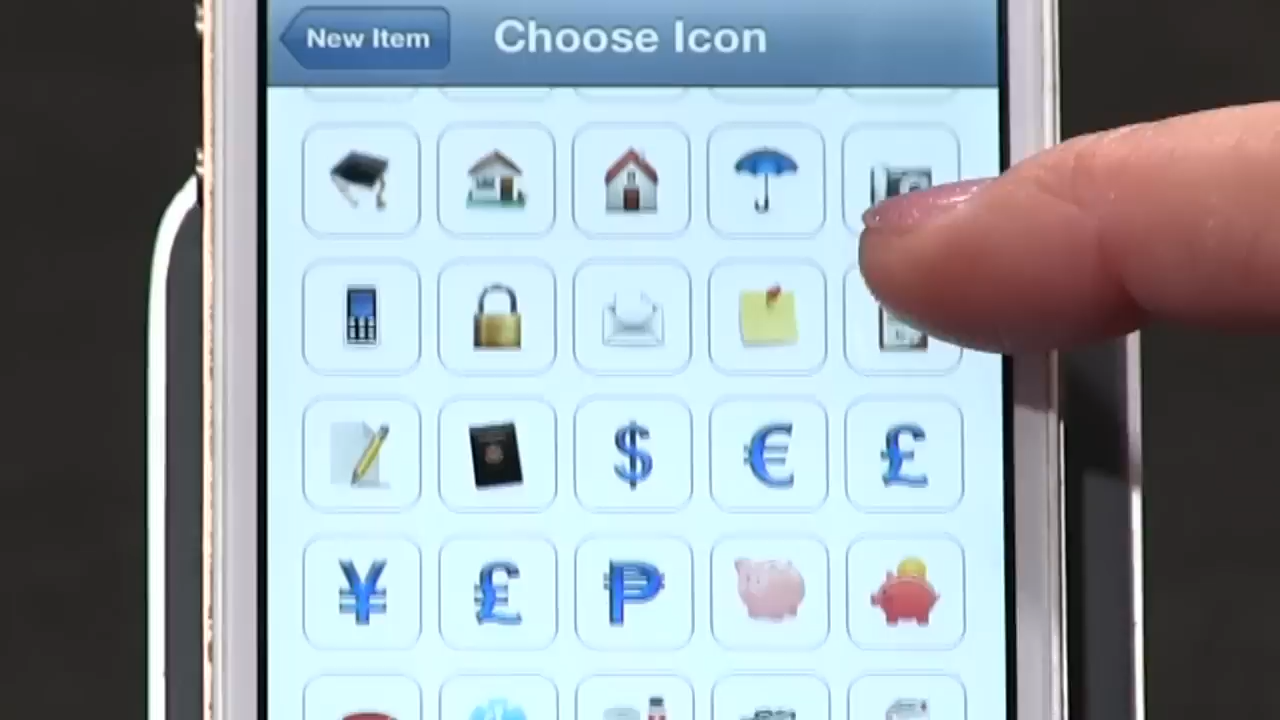 New Item
Choose Icon
$ € £
¥ £ ₱